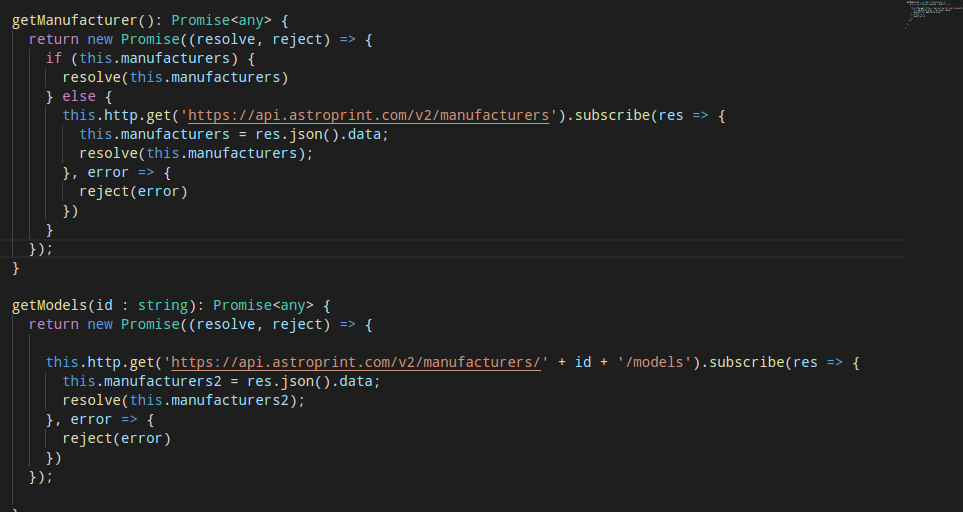 getManufacturer(): Promise<any> {
  return new Promise((resolve, reject) => {
    if (this.manufacturers) {
      resolve(this.manufacturers)
    } else {
      this.http.get('https://api.astroprint.com/v2/manufacturers').subscribe(res => {
        this.manufacturers = res.json().data;
        resolve(this.manufacturers);
      }, error => {
        reject(error)
      })
    }
  });
}

getModels(id : string): Promise<any> {
  return new Promise((resolve, reject) => {

    this.http.get('https://api.astroprint.com/v2/manufacturers/' + id + '/models').subscribe(res => {
      this.manufacturers2 = res.json().data;
      resolve(this.manufacturers2);
    }, error => {
      reject(error)
    })
  });

}